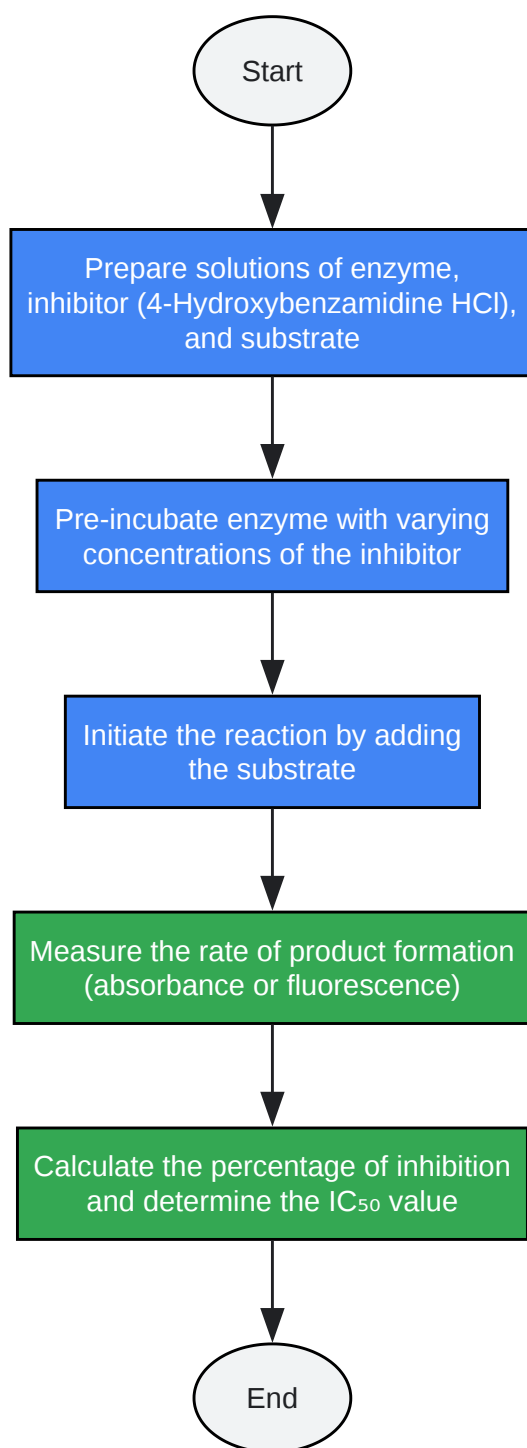 Start
Prepare solutions of enzyme,
inhibitor (4-Hydroxybenzamidine HCl),
and substrate
Pre-incubate enzyme with varying
concentrations of the inhibitor
Initiate the reaction by adding
the substrate
Measure the rate of product formation
(absorbance or fluorescence)
Calculate the percentage of inhibition
and determine the IC₅₀ value
End